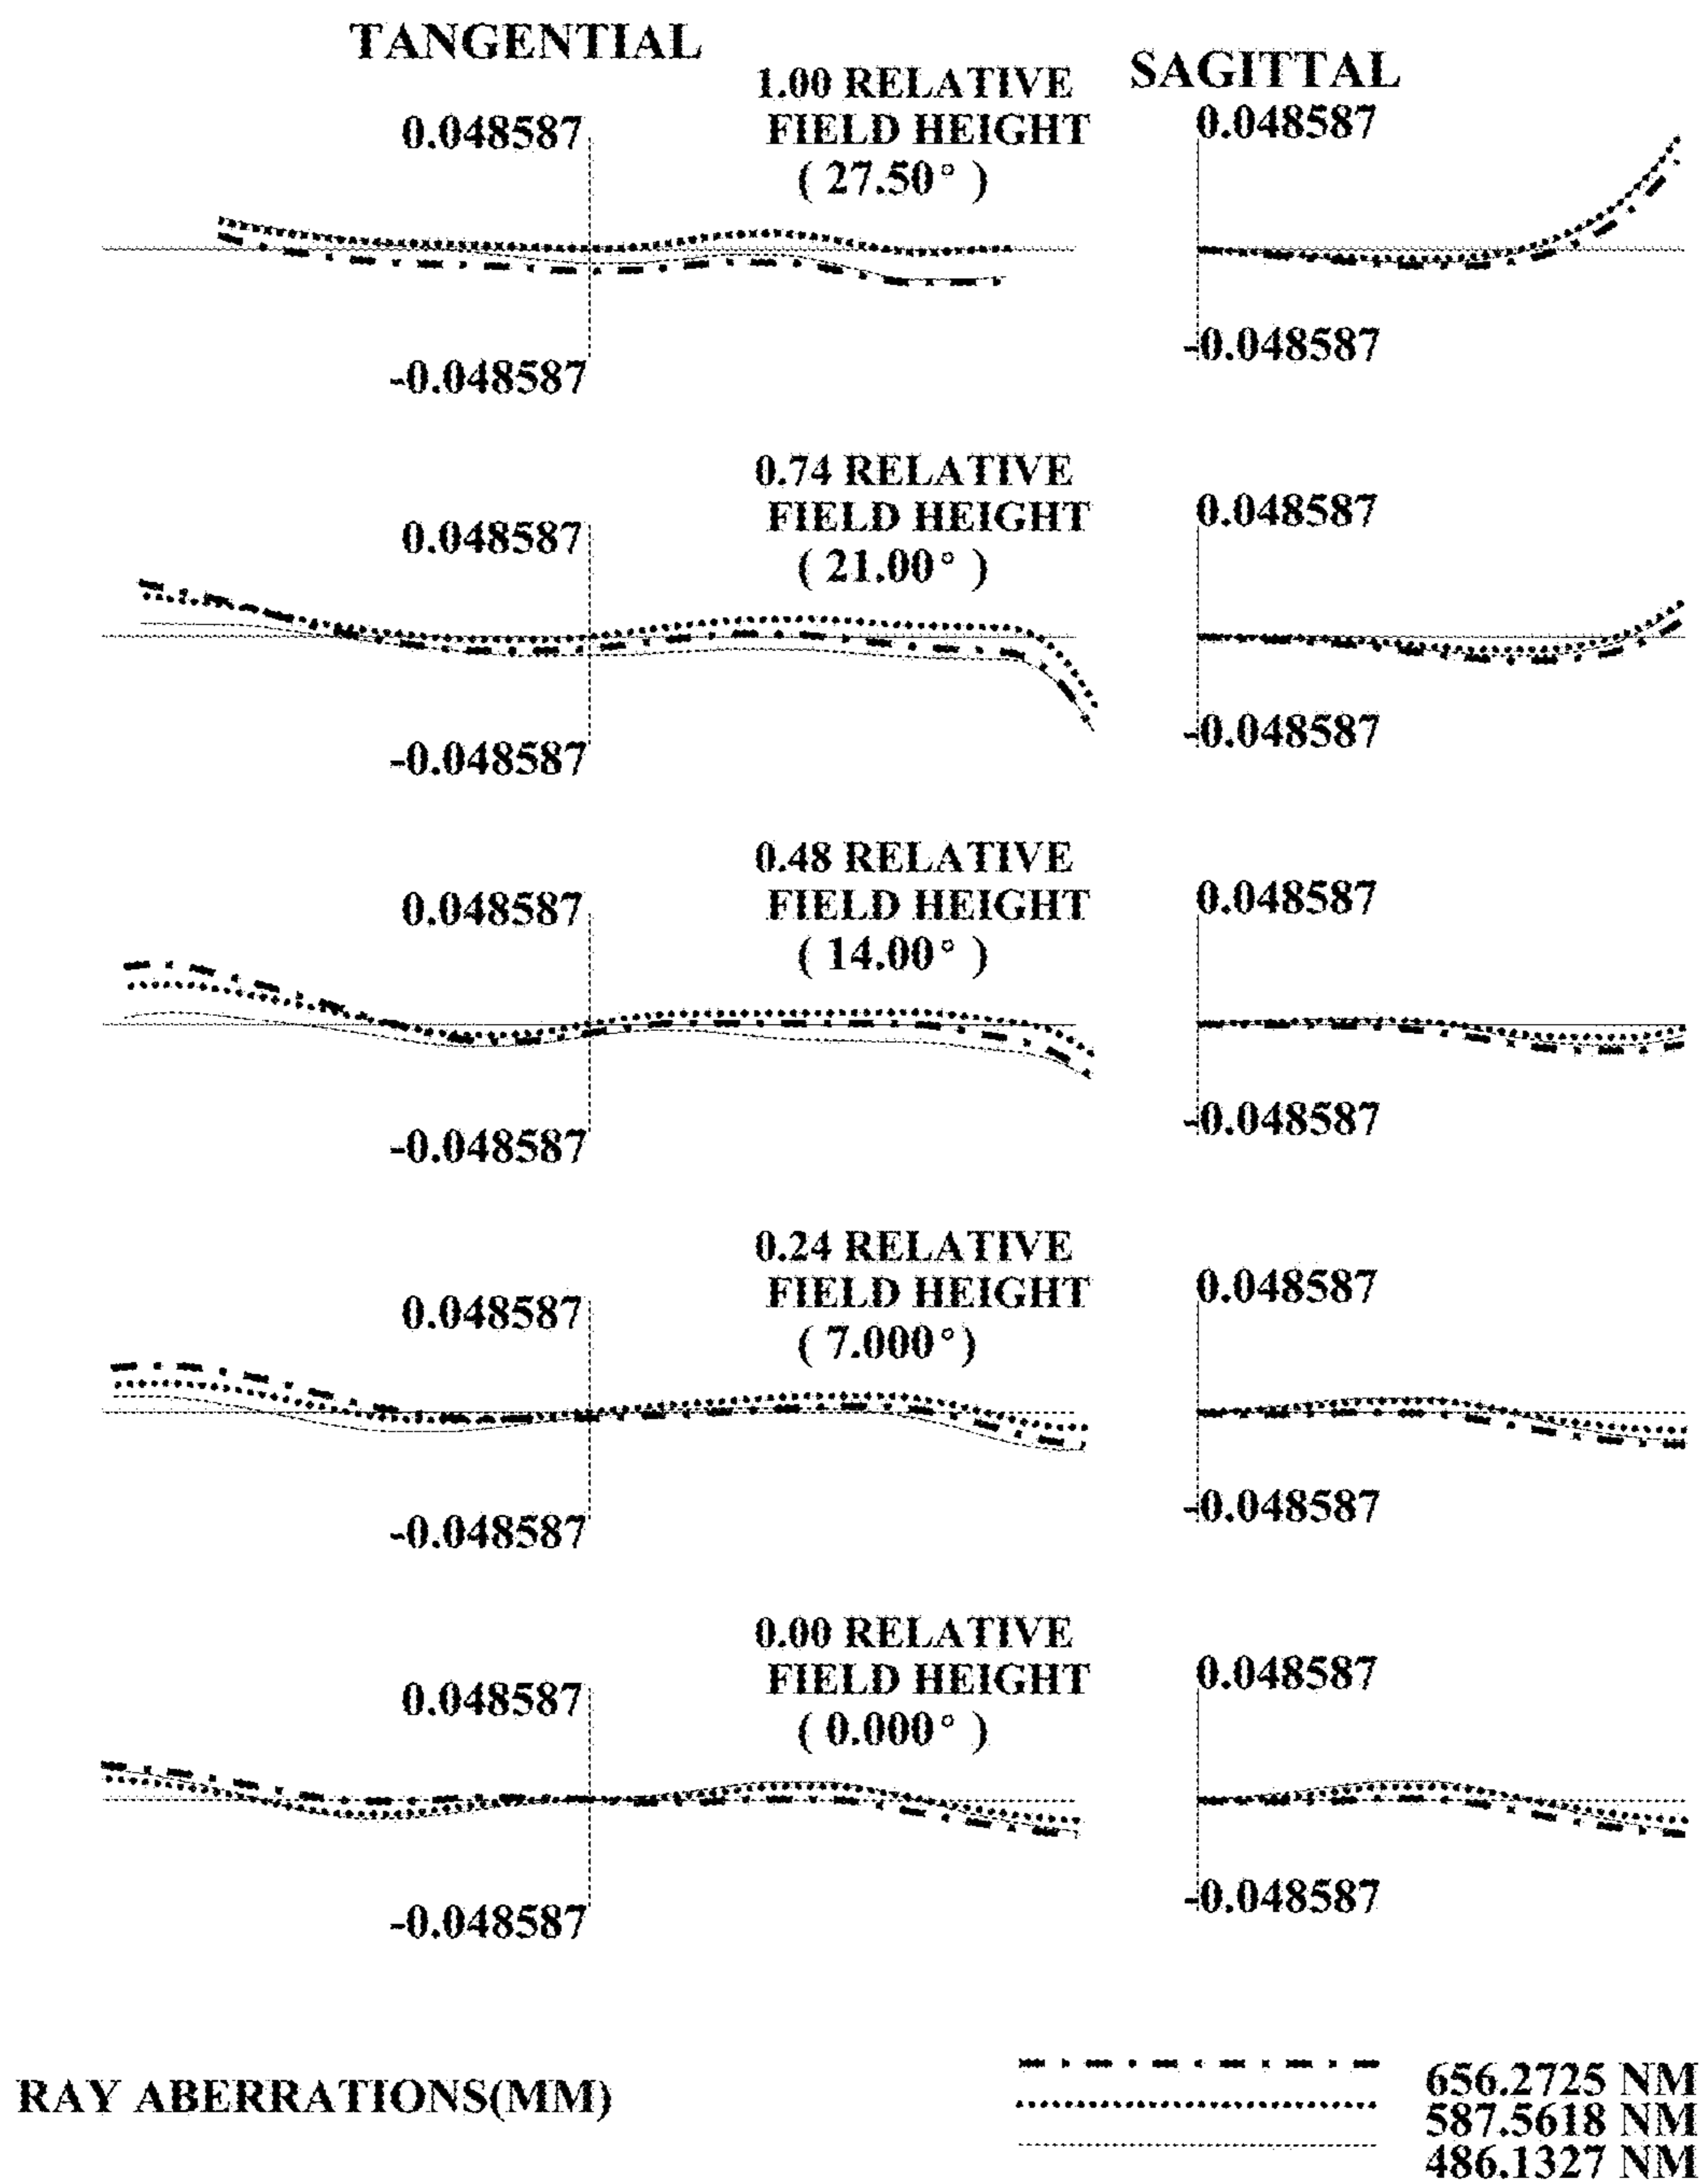 TANGENTIAL
SAGITTAL
1.00 RELATIVE
FIELD HEIGHT
( 27.50° )
0.048587
0.048587
-0.048587
-0.048587
0.74 RELATIVE
FIELD HEIGHT
( 21.00° )
0.048587
0.048587
-0.048587
-0.048587
0.48 RELATIVE
FIELD HEIGHT
( 14.00° )
0.048587
0.048587
-0.048587
-0.048587
0.24 RELATIVE
FIELD HEIGHT
( 7.000° )
0.048587
0.048587
-0.048587
-0.048587
0.00 RELATIVE
FIELD HEIGHT
( 0.000° )
0.048587
0.048587
-0.048587
-0.048587
RAY ABERRATIONS(MM)
656.2725 NM
587.5618 NM
486.1327 NM